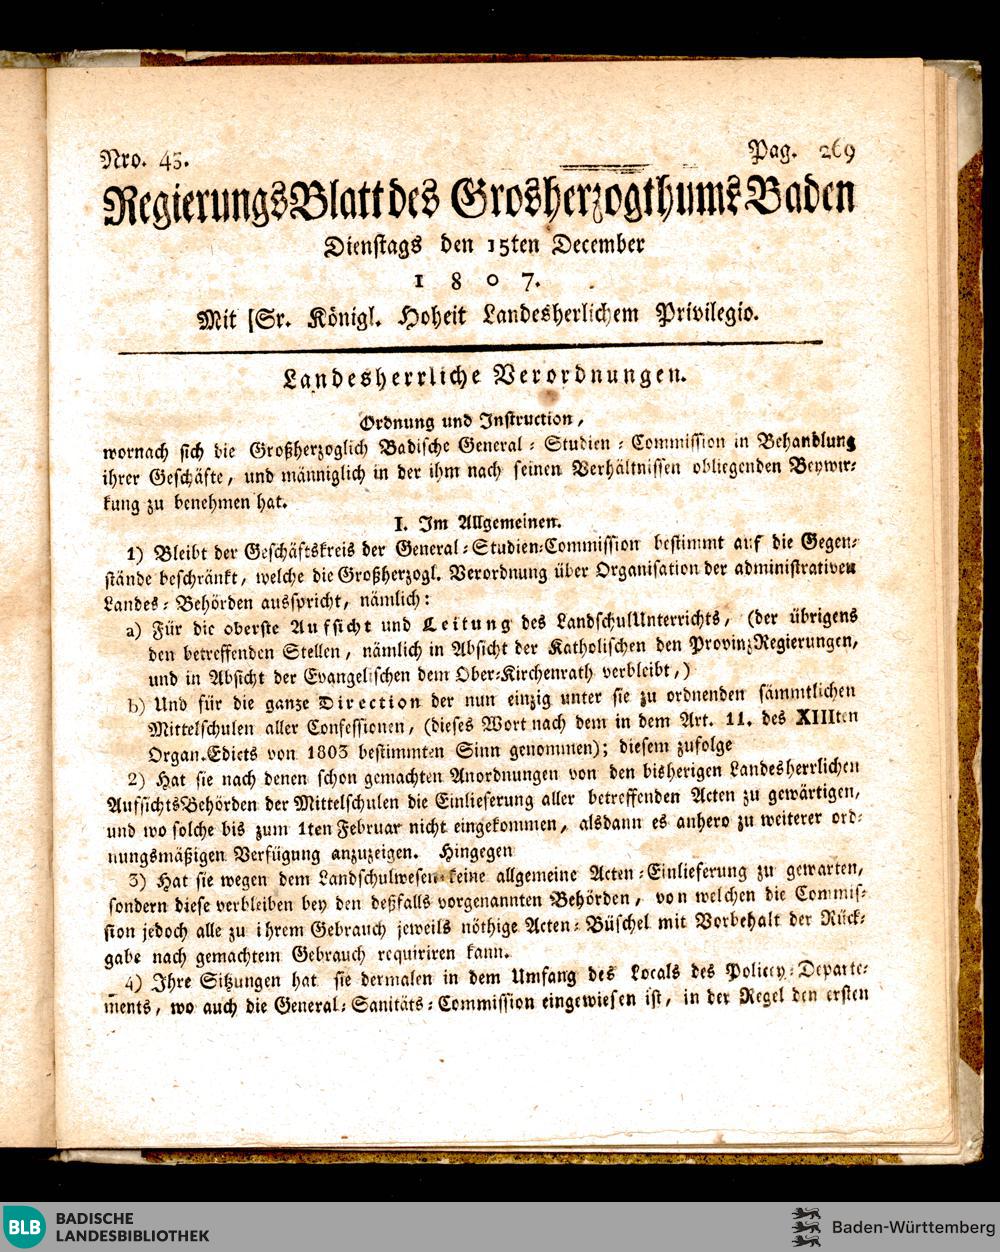 Nro. 43. Pag. 269
RegierungsBlatt des Grosherzogthums Baden
Dienstags den 15ten December
1 8 0 7.
Mit Sr. Königl. Hoheit Landesherlichem Privilegio.
Landesherrliche Verordnungen.
Ordnung und Instruction,
wornach sich die Großherzoglich Badische General-Studien-Commission in Behandlung
ihrer Geschäfte, und männiglich in der ihm nach seinen Verhältnissen obliegenden Beywir-
kung zu benehmen hat.
I. Im Allgemeinen.
1) Bleibt der Geschäftskreis der General-Studien-Commission bestimmt auf die Gegen-
stände beschränkt, welche die Großherzogl. Verordnung über Organisation der administrativen
Landes-Behörden ausspricht, nämlich:
a) Für die oberste Aufsicht und Leitung des LandschulUnterrichts, (der übrigens
den betreffenden Stellen, nämlich in Absicht der Katholischen den ProvinzRegierungen,
und in Absicht der Evangelischen dem Ober-Kirchenrath verbleibt,)
b) Und für die ganze Direction der nun einzig unter sie zu ordnenden sämmtlichen
Mittelschulen aller Confessionen, (dieses Wort nach dem in dem Art. 11. des XIIIten
Organ.Edicts von 1803 bestimmten Sinn genommen); diesem zufolge
2) Hat sie nach denen schon gemachten Anordnungen von den bisherigen Landesherrlichen
AufsichtsBehörden der Mittelschulen die Einlieferung aller betreffenden Acten zu gewärtigen,
und wo solche bis zum 1ten Februar nicht eingekommen, alsdann es anhero zu weiterer ord-
nungsmäßigen Verfügung anzuzeigen. Hingegen
3) Hat sie wegen dem Landschulwesen keine allgemeine Acten-Einlieferung zu gewarten,
sondern diese verbleiben bey den deßfalls vorgenannten Behörden, von welchen die Commis-
sion jedoch alle zu ihrem Gebrauch jeweils nöthige Acten-Büschel mit Vorbehalt der Rück-
gabe nach gemachtem Gebrauch requiriren kann.
4) Ihre Sitzungen hat sie dermalen in dem Umfang des Locals des Policey-Departe-
ments, wo auch die General-Sanitäts-Commission eingewiesen ist, in der Regel den ersten
BLB BADISCHE
LANDESBIBLIOTHEK
Baden-Württemberg